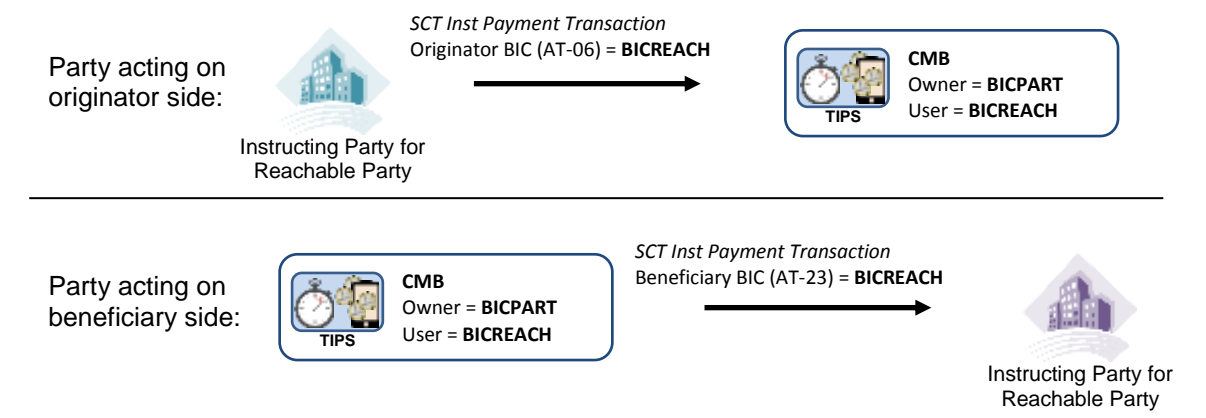 SCT Inst Payment Transaction
Originator BIC (AT-06) = BICREACH
Party acting on
originator side:
Instructing Party for
Reachable Party
CMB
Owner = BICPART
User = BICREACH
TIPS
SCT Inst Payment Transaction
Beneficiary BIC (AT-23) = BICREACH
Party acting on
beneficiary side:
CMB
Owner = BICPART
User = BICREACH
TIPS
Instructing Party for
Reachable Party